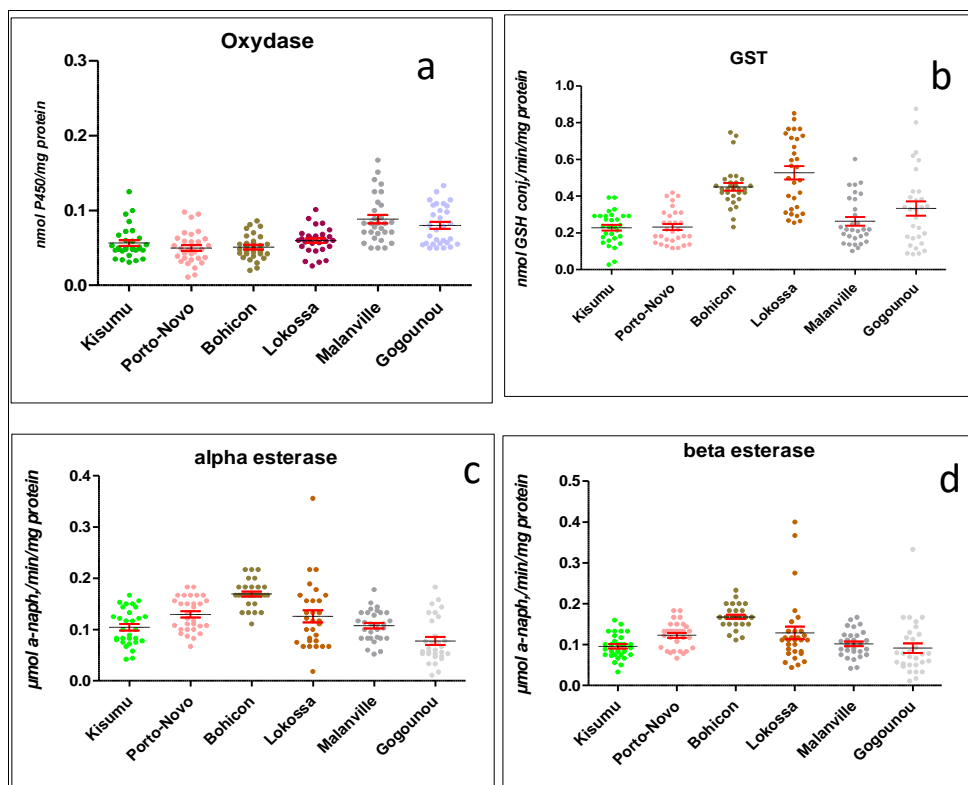 Oxydase
a
nmol P450/mg protein
0.3
0.2
0.1
0.0
Kisumu
Porto-Novo
Bohicon
Lokossa
Malanville
Gogounou
GST
b
nmol GSH conj./min/mg protein
1.0
0.8
0.6
0.4
0.2
0.0
Kisumu
Porto-Novo
Bohicon
Lokossa
Malanville
Gogounou
alpha esterase
c
µmol a-naph./min/mg protein
0.4
0.3
0.2
0.1
0.0
Kisumu
Porto-Novo
Bohicon
Lokossa
Malanville
Gogounou
beta esterase
d
µmol a-naph./min/mg protein
0.5
0.4
0.3
0.2
0.1
0.0
Kisumu
Porto-Novo
Bohicon
Lokossa
Malanville
Gogounou